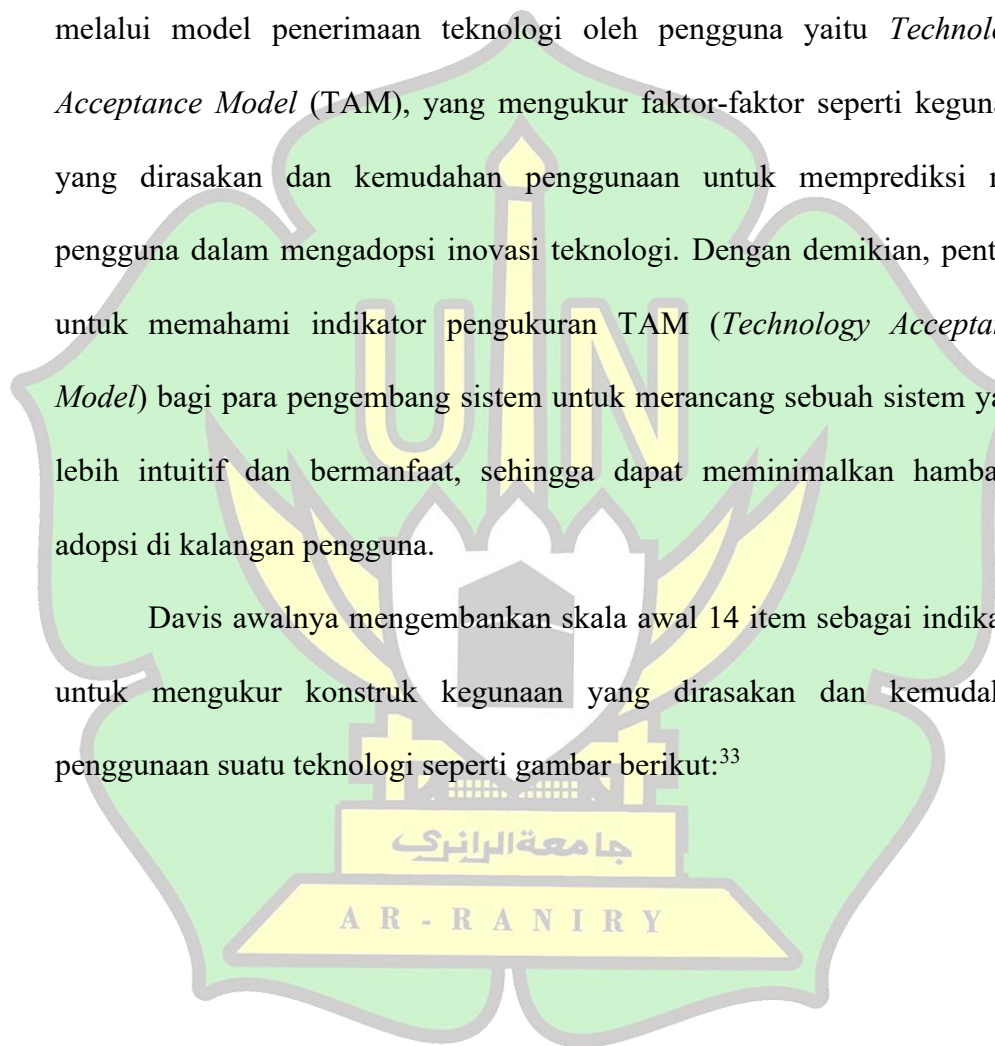 melalui model penerimaan teknologi oleh pengguna yaitu Technolo
Acceptance Model (TAM), yang mengukur faktor-faktor seperti keguna
yang dirasakan dan kemudahan penggunaan untuk memprediksi
pengguna dalam mengadopsi inovasi teknologi. Dengan demikian, pent
untuk memahami indikator pengukuran TAM (Technology Accepta
Model) bagi para pengembang sistem untuk merancang sebuah sistem ya
lebih intuitif dan bermanfaat, sehingga dapat meminimalkan hamba
adopsi di kalangan pengguna.
Davis awalnya mengembankan skala awal 14 item sebagai indika
untuk mengukur konstruk kegunaan yang dirasakan dan kemudal
penggunaan suatu teknologi seperti gambar berikut:33
UIN
جامعة الرانري
AR-RANIRY